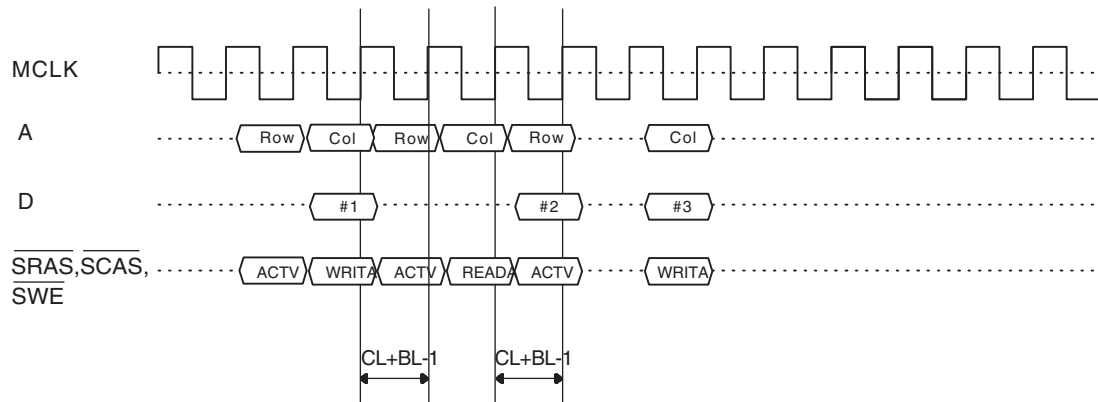 MCLK
A Row Col Row Col Row Col
D #1 #2 #3
SRAS,SCAS, ACTV WRITA ACTV READA ACTV WRITA
SWE
CL+BL-1 CL+BL-1